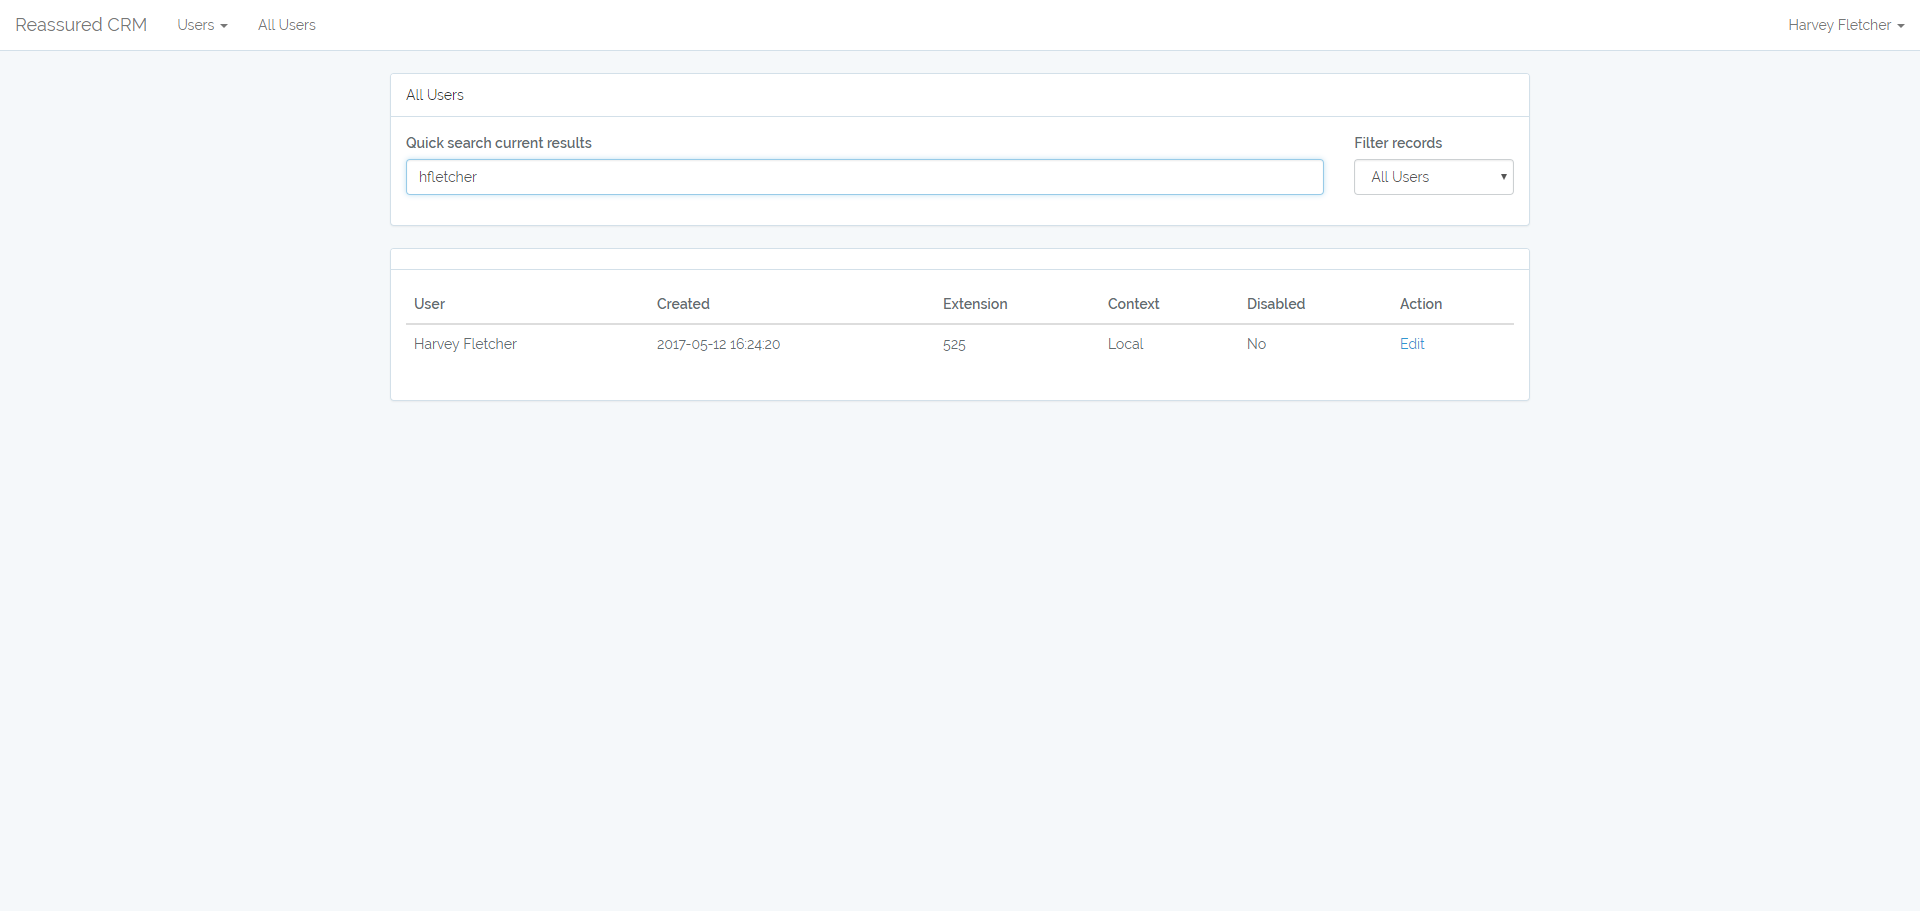 Reassured CRM Users All Users Harvey Fletcher
All Users
Quick search current results Filter records
hfletcher All Users
User Created Extension Context Disabled Action
Harvey Fletcher 2017-05-12 16:24:20 525 Local No Edit